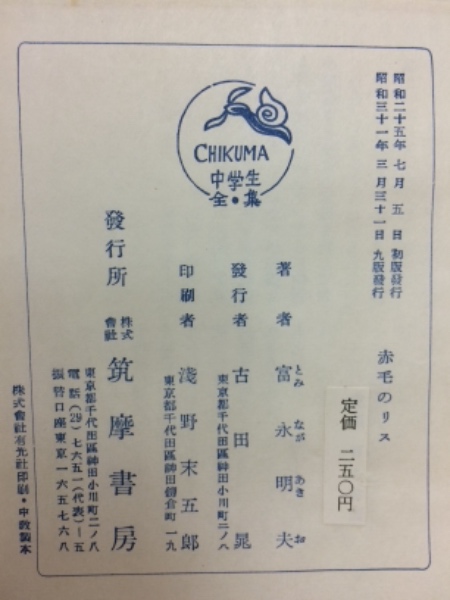 昭和二十五年七月五日 初版發行
昭和三十一年三月三十一日 九版發行
赤毛のリス
定価 二五〇円
CHIKUMA
中学生
全・集
著者 富永明夫
とみ なが あき お
發行者 古田晁
東京都千代田區神田小川町二ノ八
印刷者 淺野末五郎
東京都千代田區神田鎌倉町一九
發行所 株式會社 筑摩書房
東京都千代田區神田小川町二ノ八
電話(29)七六五一(代表)—五
振替口座東京一六五七六八
株式會社有光社印刷・中敎製本